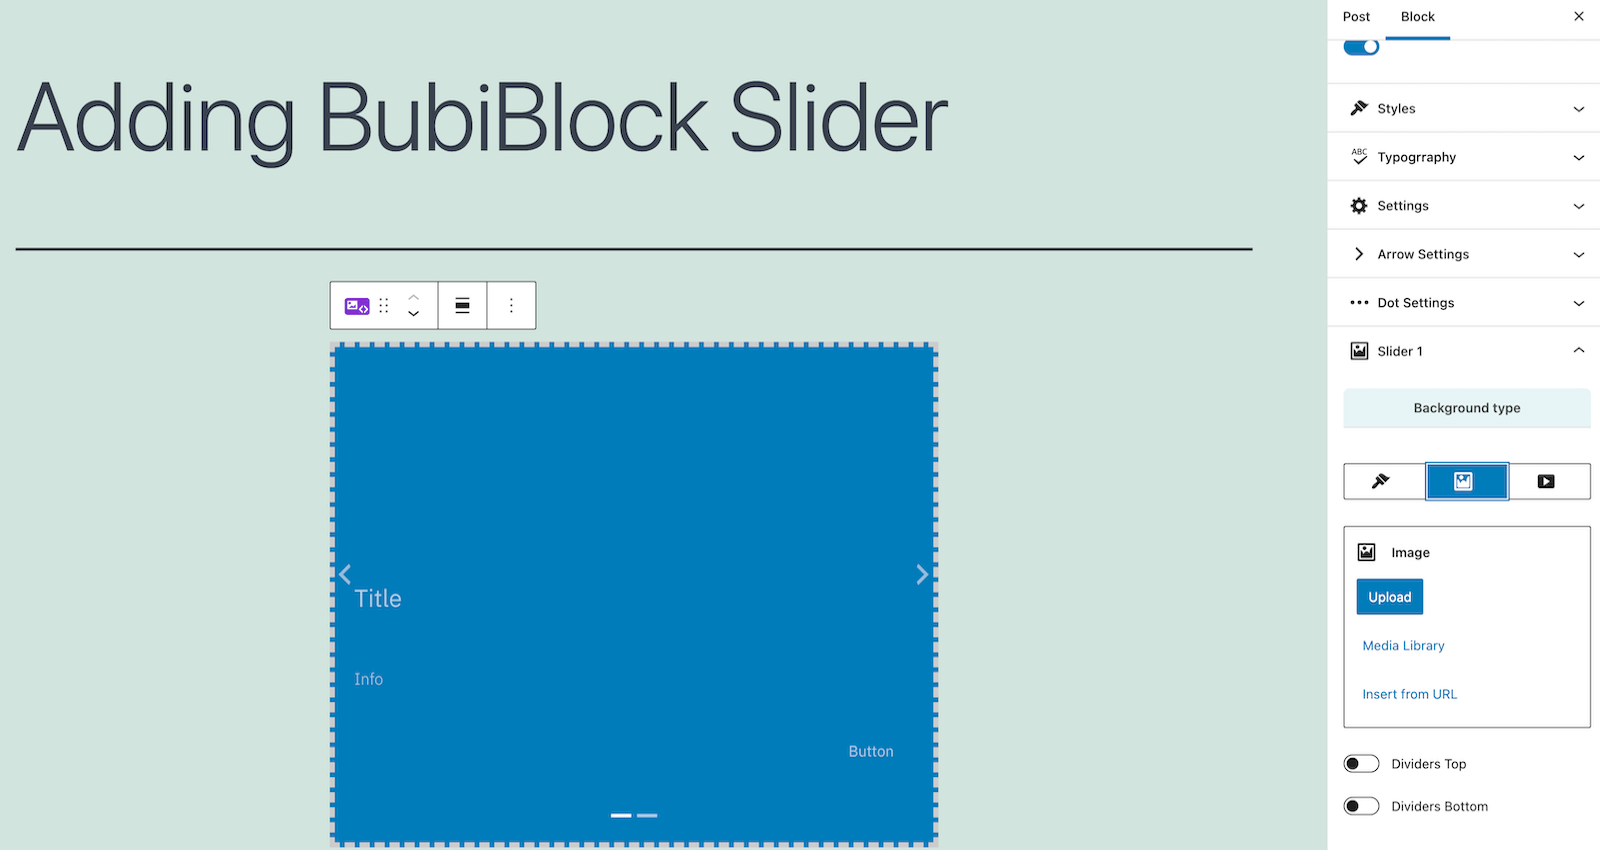 Adding BubiBlock Slider
Title
Info
Button
Post Block
Styles
ABC
Typogrraphy
Settings
Arrow Settings
Dot Settings
Slider 1
Background type
Image
Upload
Media Library
Insert from URL
Dividers Top
Dividers Bottom